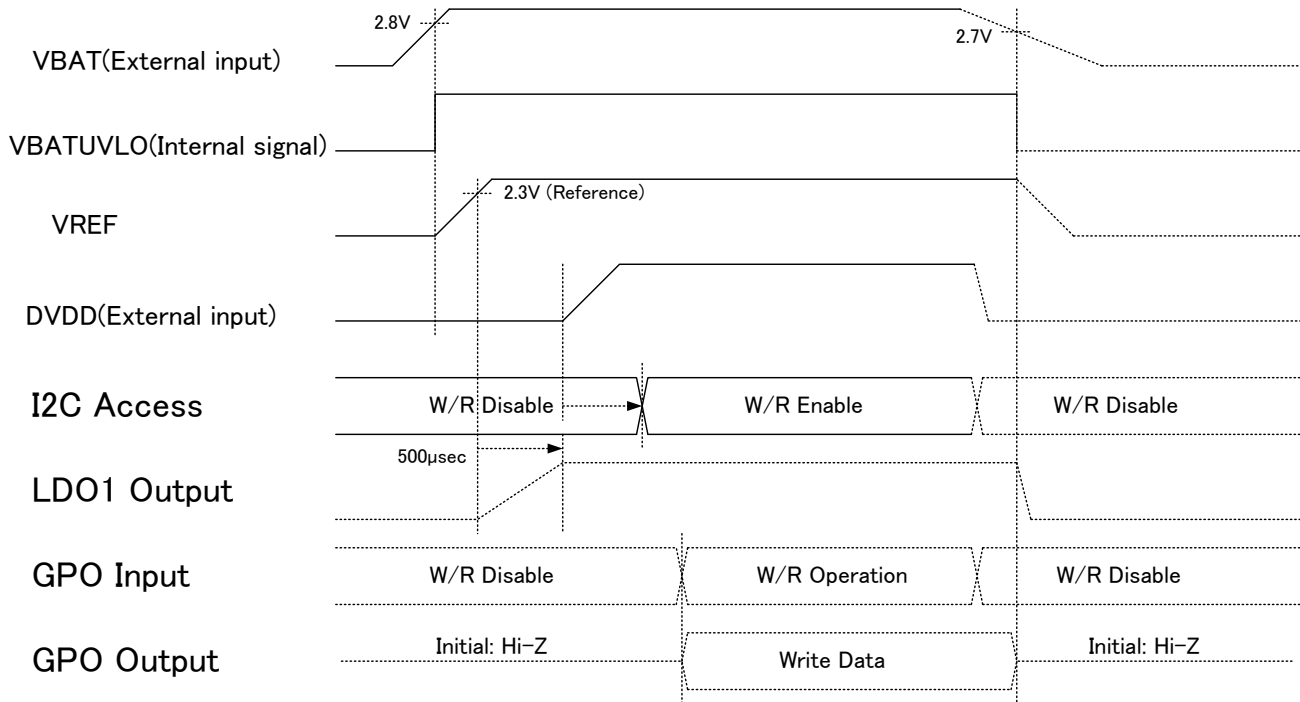 2.8V
2.7V
VBAT(External input)
VBATUVLO(Internal signal)
2.3V (Reference)
VREF
DVDD(External input)
I2C Access
W/R Disable
W/R Enable
W/R Disable
500μsec
LDO1 Output
GPO Input
W/R Disable
W/R Operation
W/R Disable
GPO Output
Initial: Hi-Z
Write Data
Initial: Hi-Z